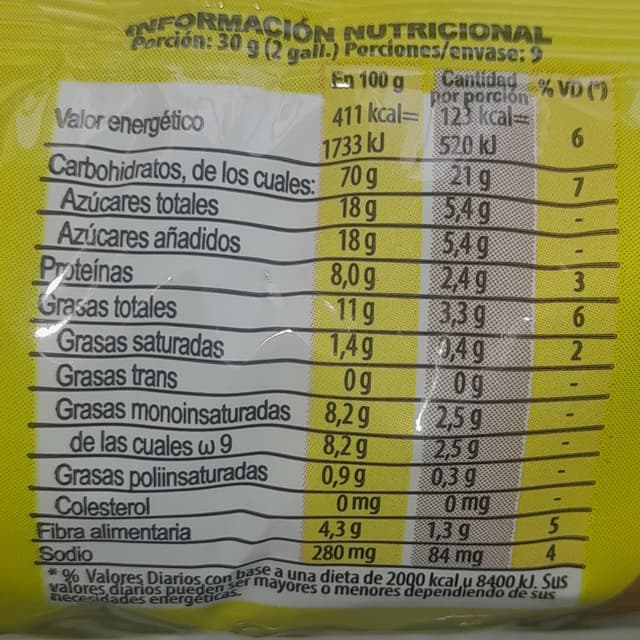 INFORMACIÓN NUTRICIONAL
Porción: 30 g (2 gall.) Porciones/envase: 9
En 100 g Cantidad por porción % VD (*)
Valor energético 411 kcal= 1733 kJ 123 kcal= 520 kJ 6
Carbohidratos, de los cuales: 70 g 21 g 7
Azúcares totales 18 g 5,4 g -
Azúcares añadidos 18 g 5,4 g -
Proteínas 8,0 g 2,4 g 3
Grasas totales 11 g 3,3 g 6
Grasas saturadas 1,4 g 0,4 g 2
Grasas trans 0 g 0 g -
Grasas monoinsaturadas 8,2 g 2,5 g -
de las cuales ω 9 8,2 g 2,5 g -
Grasas poliinsaturadas 0,9 g 0,3 g -
Colesterol 0 mg 0 mg -
Fibra alimentaria 4,3 g 1,3 g 5
Sodio 280 mg 84 mg 4
* % Valores Diarios con base a una dieta de 2000 kcal u 8400 kJ. Sus
valores diarios pueden ser mayores o menores dependiendo de sus
necesidades energéticas.